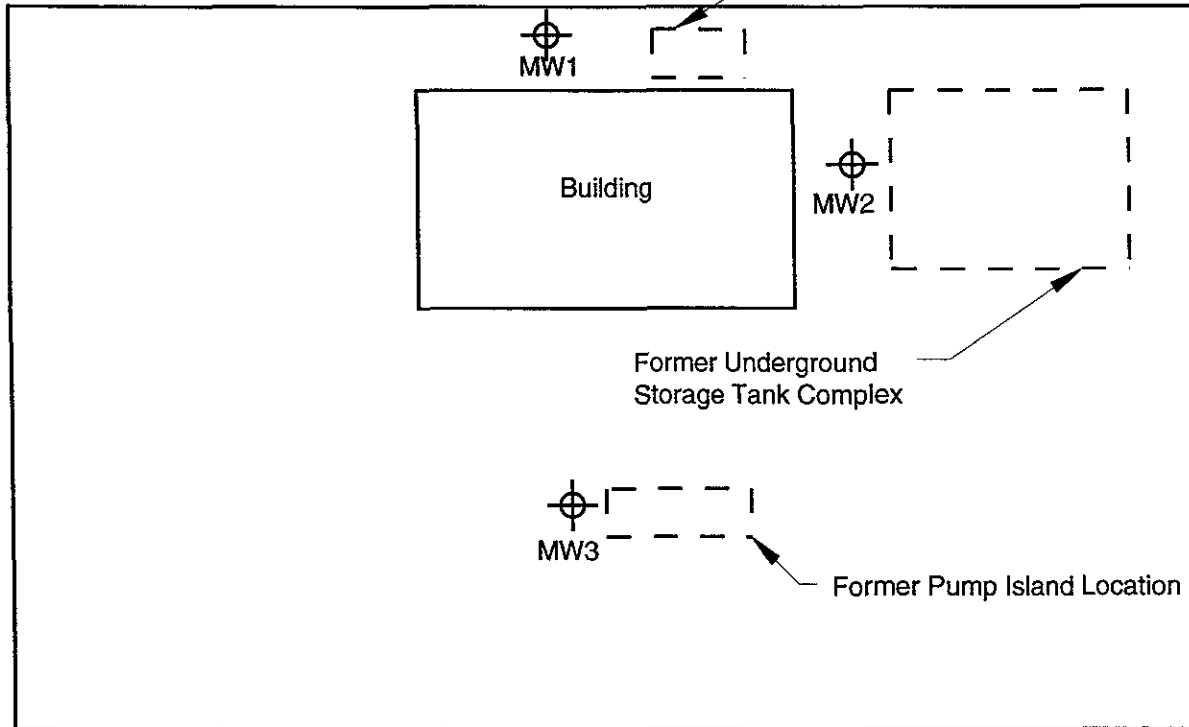 MW1
Building
MW2
Former Underground
Storage Tank Complex
MW3
Former Pump Island Location